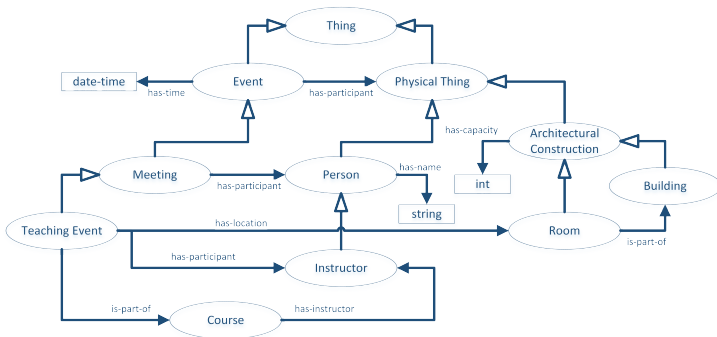 Thing
date-time
has-time
Event
has-participant
Physical Thing
has-capacity
Architectural
Construction
Meeting
has-participant
Person
has-name
int
Building
string
Teaching Event
has-location
Room
is-part-of
has-participant
Instructor
is-part-of
Course
has-instructor